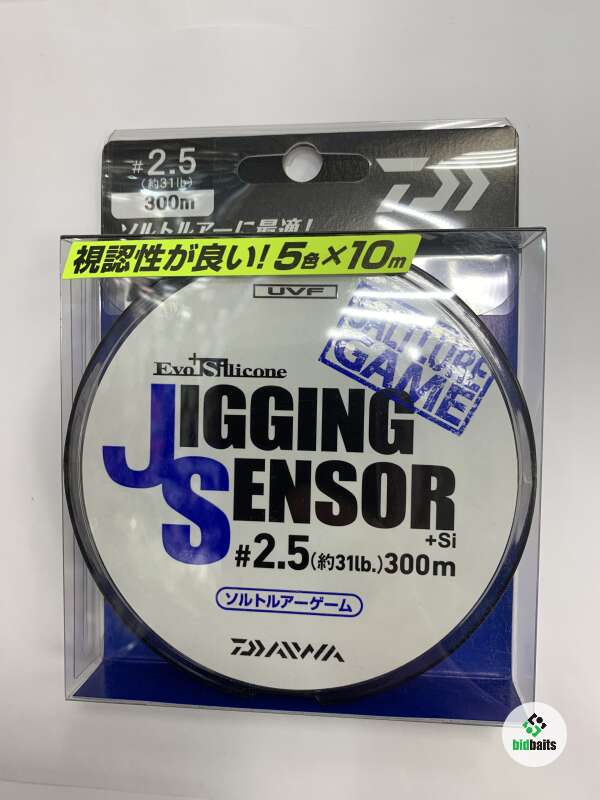 #2.5
(約31lb)
300m
ソルトルアーに最適!
視認性が良い!5色×10m
UVF
SALTLURE
GAME
Evo+Silicone
JIGGING
SENSOR
+Si
#2.5(約31lb.)300m
ソルトルアーゲーム
DAIWA
bidbaits